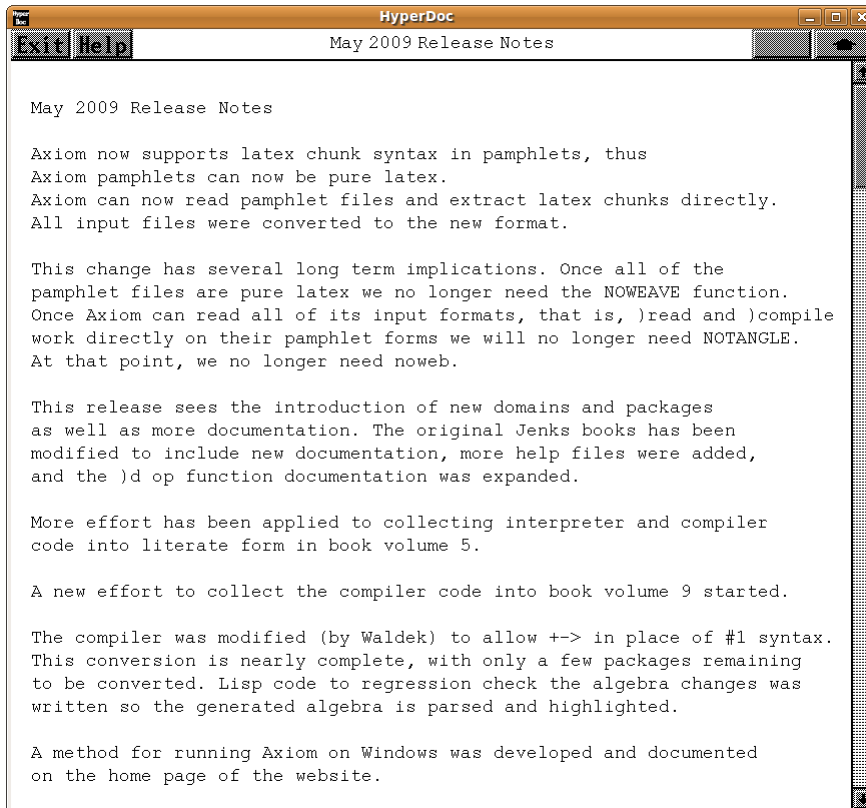 Hyper
Doc
HyperDoc
Exit Help
May 2009 Release Notes
May 2009 Release Notes
Axiom now supports latex chunk syntax in pamphlets, thus
Axiom pamphlets can now be pure latex.
Axiom can now read pamphlet files and extract latex chunks directly.
All input files were converted to the new format.
This change has several long term implications. Once all of the
pamphlet files are pure latex we no longer need the NOWEAVE function.
Once Axiom can read all of its input formats, that is, )read and )compile
work directly on their pamphlet forms we will no longer need NOTANGLE.
At that point, we no longer need noweb.
This release sees the introduction of new domains and packages
as well as more documentation. The original Jenks books has been
modified to include new documentation, more help files were added,
and the )d op function documentation was expanded.
More effort has been applied to collecting interpreter and compiler
code into literate form in book volume 5.
A new effort to collect the compiler code into book volume 9 started.
The compiler was modified (by Waldek) to allow +-> in place of #1 syntax.
This conversion is nearly complete, with only a few packages remaining
to be converted. Lisp code to regression check the algebra changes was
written so the generated algebra is parsed and highlighted.
A method for running Axiom on Windows was developed and documented
on the home page of the website.